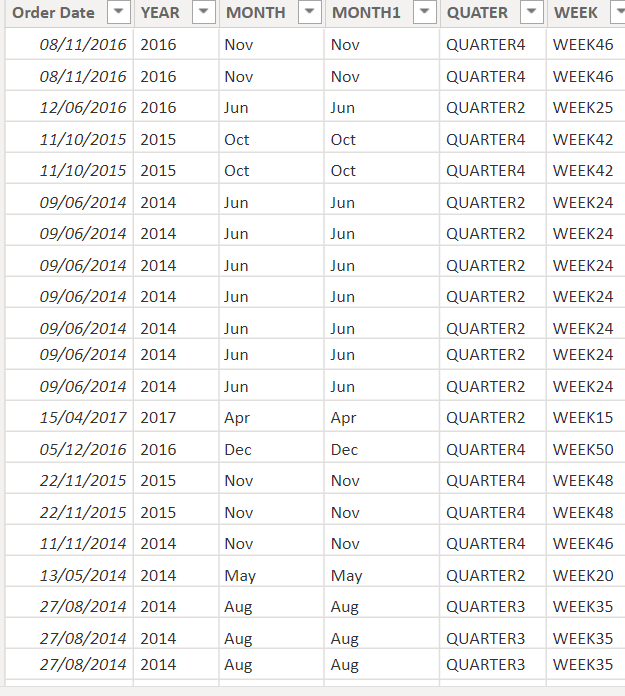 Order Date YEAR MONTH MONTH1 QUATER WEEK
08/11/2016 2016 Nov Nov QUARTER4 WEEK46
08/11/2016 2016 Nov Nov QUARTER4 WEEK46
12/06/2016 2016 Jun Jun QUARTER2 WEEK25
11/10/2015 2015 Oct Oct QUARTER4 WEEK42
11/10/2015 2015 Oct Oct QUARTER4 WEEK42
09/06/2014 2014 Jun Jun QUARTER2 WEEK24
09/06/2014 2014 Jun Jun QUARTER2 WEEK24
09/06/2014 2014 Jun Jun QUARTER2 WEEK24
09/06/2014 2014 Jun Jun QUARTER2 WEEK24
09/06/2014 2014 Jun Jun QUARTER2 WEEK24
09/06/2014 2014 Jun Jun QUARTER2 WEEK24
09/06/2014 2014 Jun Jun QUARTER2 WEEK24
15/04/2017 2017 Apr Apr QUARTER2 WEEK15
05/12/2016 2016 Dec Dec QUARTER4 WEEK50
22/11/2015 2015 Nov Nov QUARTER4 WEEK48
22/11/2015 2015 Nov Nov QUARTER4 WEEK48
11/11/2014 2014 Nov Nov QUARTER4 WEEK46
13/05/2014 2014 May May QUARTER2 WEEK20
27/08/2014 2014 Aug Aug QUARTER3 WEEK35
27/08/2014 2014 Aug Aug QUARTER3 WEEK35
27/08/2014 2014 Aug Aug QUARTER3 WEEK35